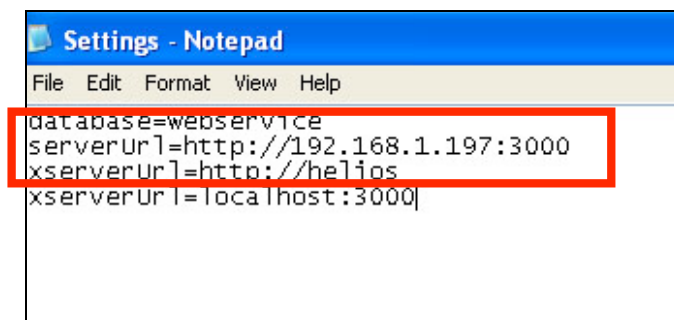 Settings - Notepad
File Edit Format View Help
database=webservice
serverUrl=http://192.168.1.197:3000
xserverUrl=http://helios
xserverUrl=localhost:3000